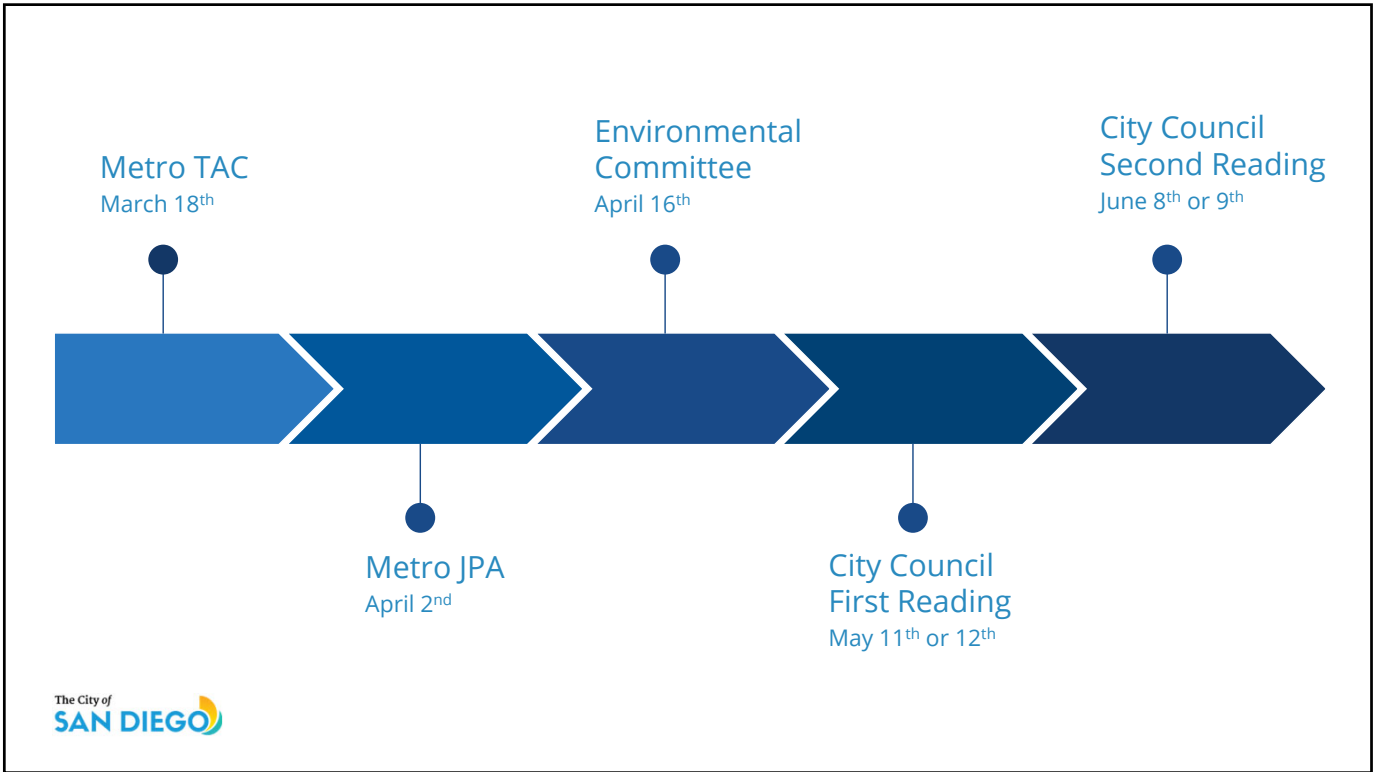 Metro TAC
March 18th
Metro JPA
April 2nd
Environmental
Committee
April 16th
City Council
First Reading
May 11th or 12th
City Council
Second Reading
June 8th or 9th
The City of
SAN DIEGO